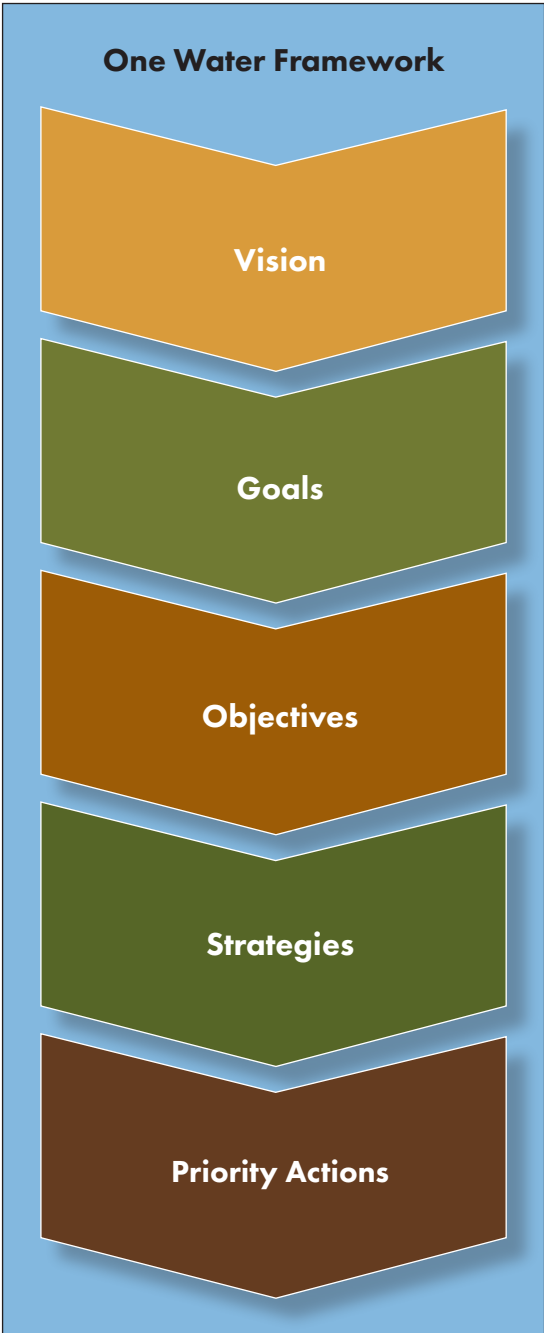 One Water Framework
Vision
Goals
Objectives
Strategies
Priority Actions